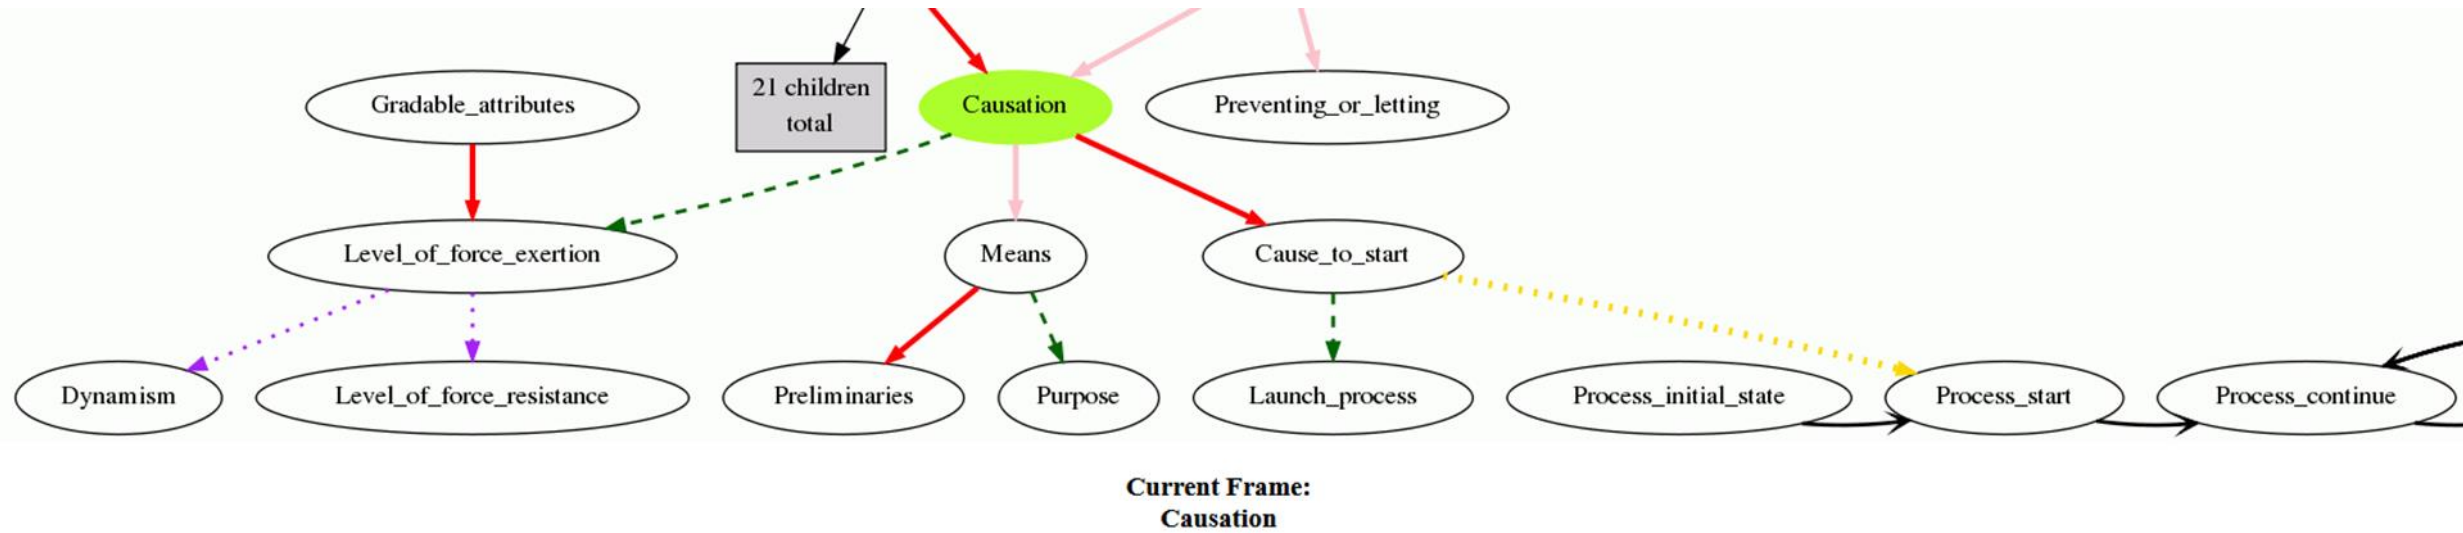 21 children
total
Gradable_attributes
Causation
Preventing_or_letting
Level_of_force_exertion
Means
Cause_to_start
Dynamism
Level_of_force_resistance
Preliminaries
Purpose
Launch_process
Process_initial_state
Process_start
Process_continue
Current Frame:
Causation